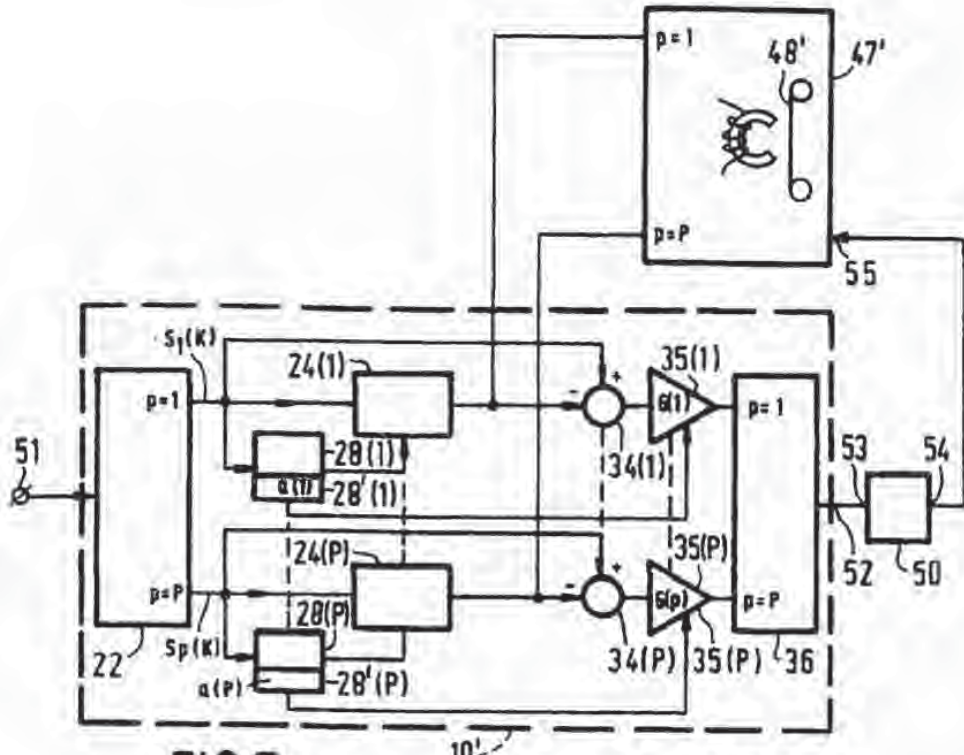 p = 1
48'
47'
p = P
55
S₁(K)
24(1)
35(1)
p = 1
-
+
G(1)
p = 1
51
28(1)
a(1)
28'(1)
34(1)
53
54
24(P)
35(P)
52
50
p = P
-
+
G(p)
p = P
Sp(K)
28(P)
22
a(P)
28'(P)
34(P)
35(P)
36
10'